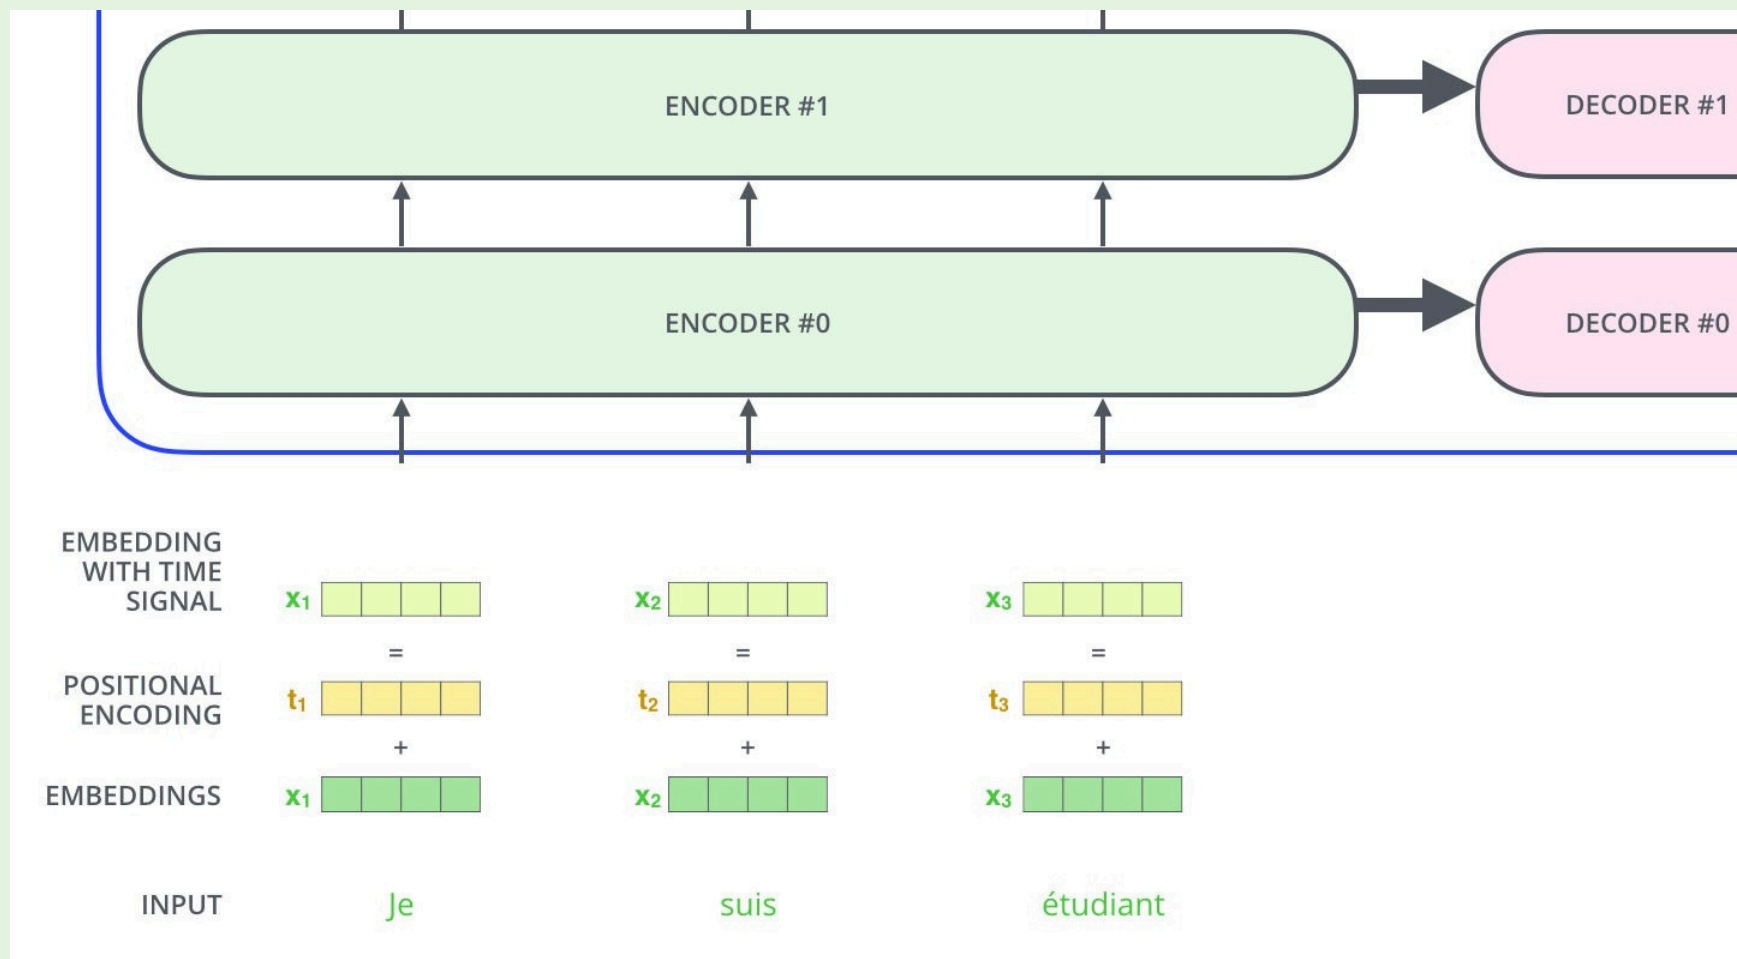 ENCODER #1
DECODER #1
ENCODER #0
DECODER #0
EMBEDDING
WITH TIME
SIGNAL
x1
x2
x3
=
=
=
POSITIONAL
ENCODING
t1
t2
t3
+
+
+
EMBEDDINGS
x1
x2
x3
INPUT
Je
suis
étudiant